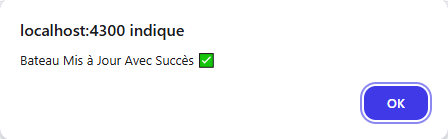 localhost:4300 indique
Bateau Mis à Jour Avec Succès ✅
OK